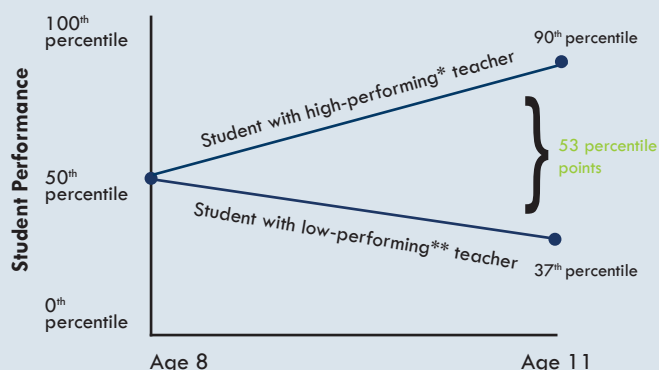 100th
percentile
90th percentile
Student with high-performing* teacher
Student Performance
53 percentile
points
50th
percentile
Student with low-performing** teacher
37th percentile
0th
percentile
Age 8
Age 11